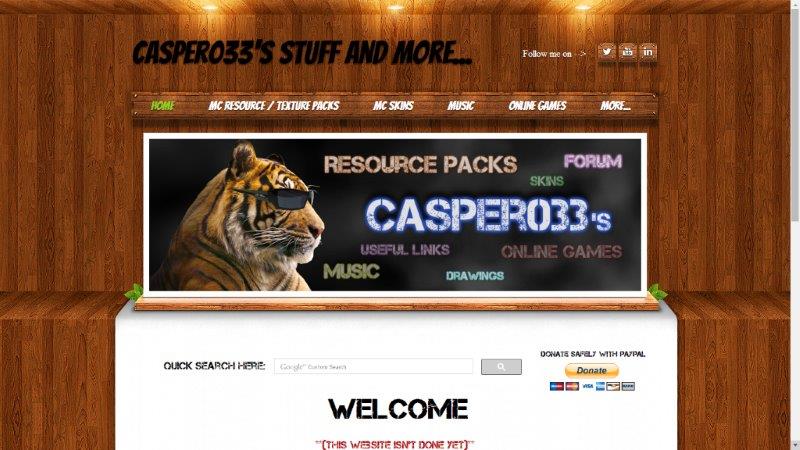 CASPER033'S STUFF AND MORE...
Follow me on -->
HOME MC RESOURCE / TEXTURE PACKS MC SKINS MUSIC ONLINE GAMES MORE...
RESOURCE PACKS FORUM
SKINS
CASPER033's
USEFUL LINKS ONLINE GAMES
MUSIC DRAWINGS
DONATE SAFELY WITH PAYPAL
QUICK SEARCH HERE: Google™ Custom Search Donate
WELCOME
**(THIS WEBSITE ISN'T DONE YET)**